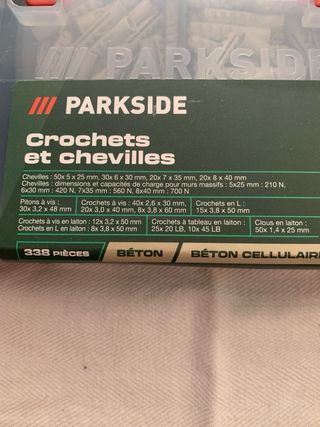 PARKSIDE
PARKSIDE
Crochets
et chevilles
Chevilles : 50x 5 x 25 mm, 30x 6 x 30 mm, 20x 7 x 35 mm, 20x 8 x 40 mm
Chevilles : dimensions et capacités de charge pour murs massifs : 5x25 mm : 210 N,
6x30 mm : 420 N, 7x35 mm : 560 N, 8x40 mm : 700 N
Pitons à vis :
30x 3,2 x 48 mm
Crochets à vis : 40x 2,6 x 30 mm,
20x 3,0 x 40 mm, 8x 3,8 x 60 mm
Crochets en L :
15x 3,8 x 50 mm
Crochets à vis en laiton : 12x 3,2 x 50 mm
Crochets en L en laiton : 8x 3,8 x 50 mm
Crochets à tableau en laiton :
25x 20 LB, 10x 45 LB
Clous en laiton :
50x 1,4 x 25 mm
338 PIÈCES
BÉTON
BÉTON CELLULAIRE